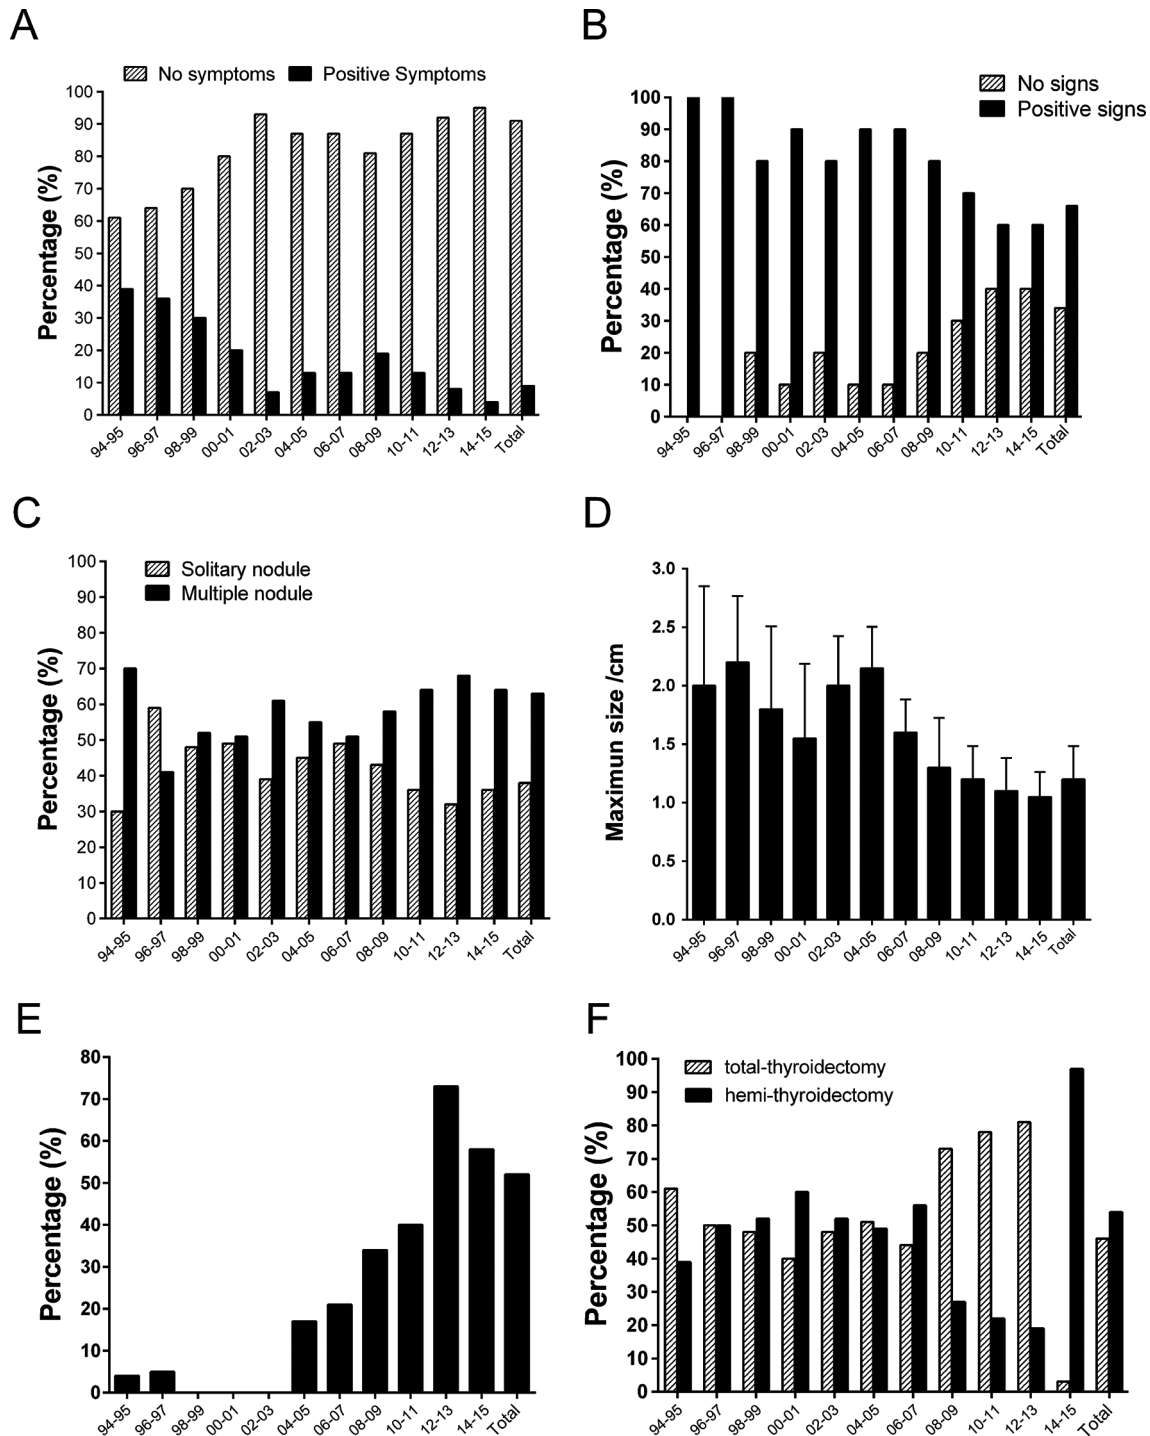 A
No symptoms Positive Symptoms
Percentage (%)
100
90
80
70
60
50
40
30
20
10
0
94-95 96-97 98-99 00-01 02-03 04-05 06-07 08-09 10-11 12-13 14-15 Total
B
No signs
Positive signs
Percentage (%)
100
90
80
70
60
50
40
30
20
10
0
94-95 96-97 98-99 00-01 02-03 04-05 06-07 08-09 10-11 12-13 14-15 Total
C
Solitary nodule
Multiple nodule
Percentage (%)
100
90
80
70
60
50
40
30
20
10
0
94-95 96-97 98-99 00-01 02-03 04-05 06-07 08-09 10-11 12-13 14-15 Total
D
Maximun size /cm
3.0
2.5
2.0
1.5
1.0
0.5
0.0
94-95 96-97 98-99 00-01 02-03 04-05 06-07 08-09 10-11 12-13 14-15 Total
E
Percentage (%)
80
70
60
50
40
30
20
10
0
94-95 96-97 98-99 00-01 02-03 04-05 06-07 08-09 10-11 12-13 14-15 Total
F
total-thyroidectomy
hemi-thyroidectomy
Percentage (%)
100
90
80
70
60
50
40
30
20
10
0
94-95 96-97 98-99 00-01 02-03 04-05 06-07 08-09 10-11 12-13 14-15 Total